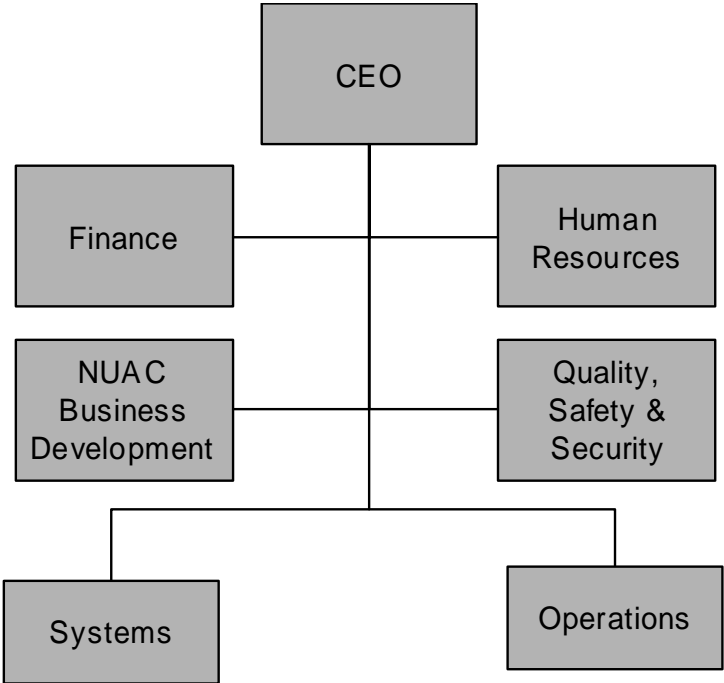 CEO
Finance
Human
Resources
NUAC
Business
Development
Quality,
Safety &
Security
Systems
Operations